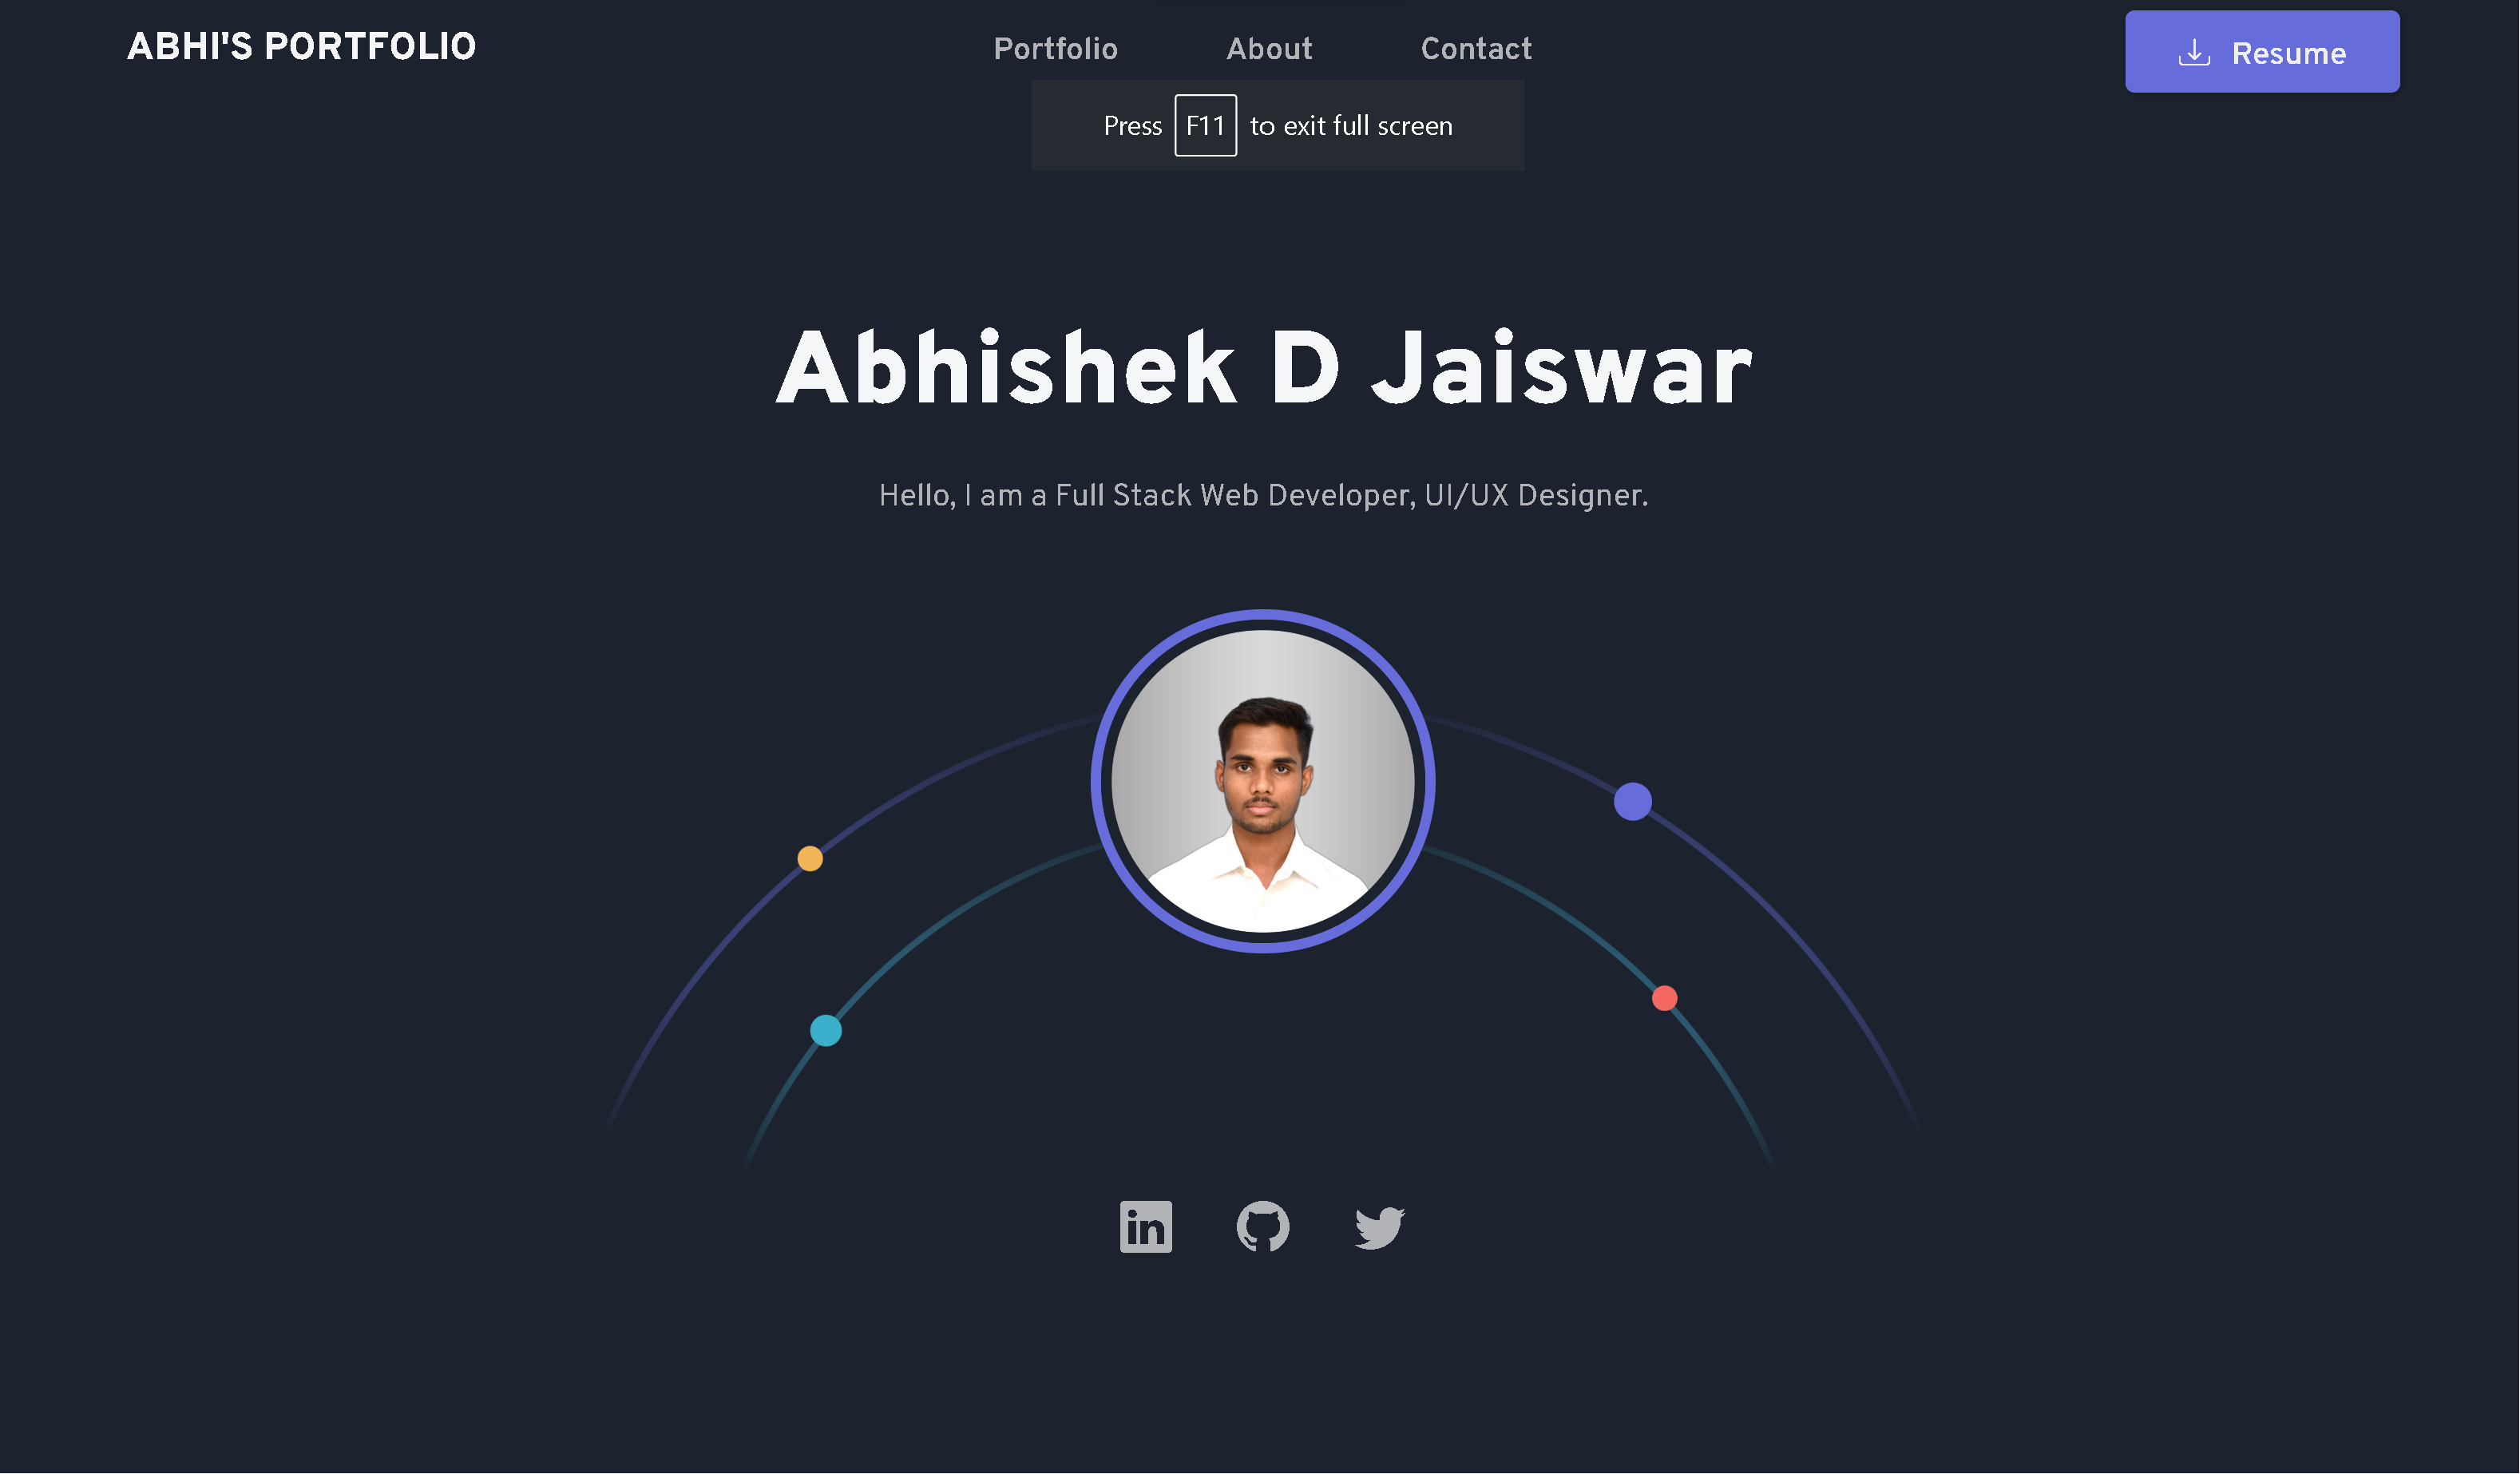 ABHI'S PORTFOLIO
Portfolio About Contact
Resume
Press F11 to exit full screen
Abhishek D Jaiswar
Hello, I am a Full Stack Web Developer, UI/UX Designer.
in